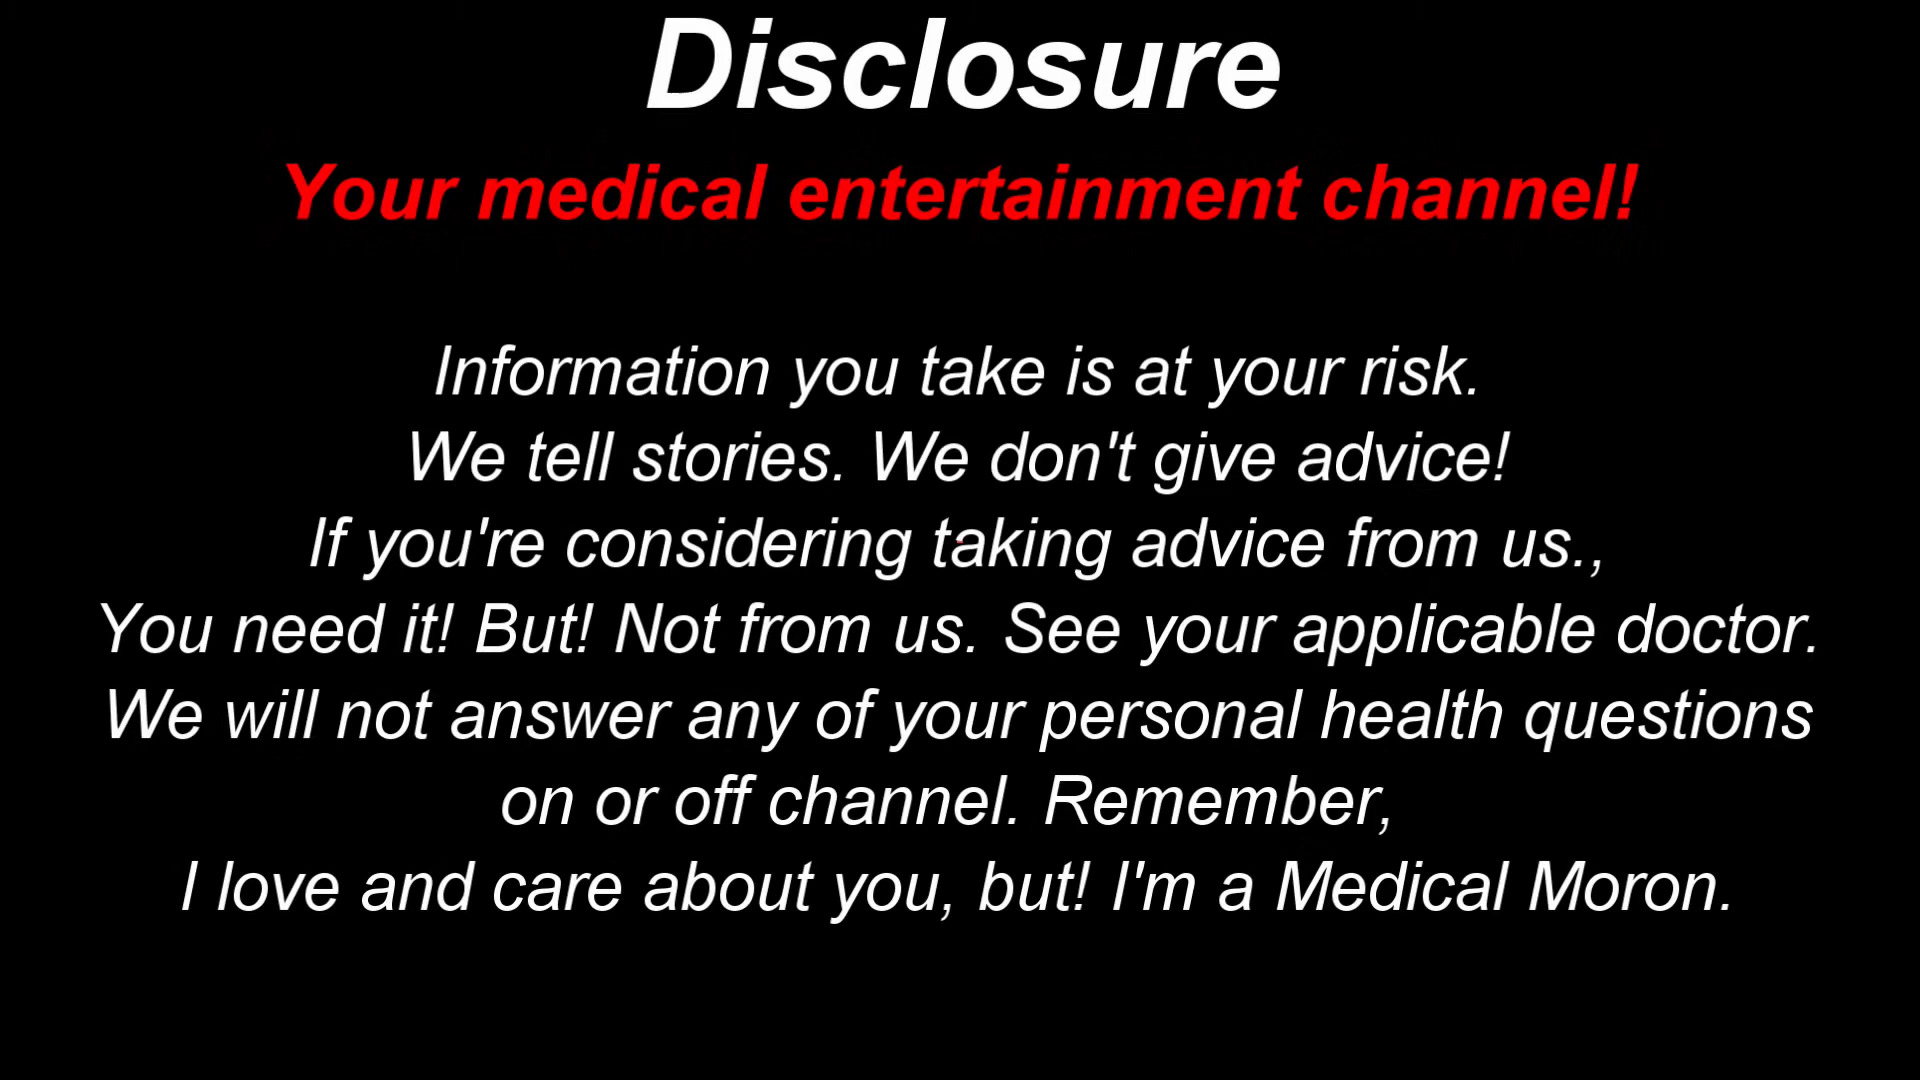 Disclosure
Your medical entertainment channel!
Information you take is at your risk.
We tell stories. We don't give advice!
If you're considering taking advice from us.,
You need it! But! Not from us. See your applicable doctor.
We will not answer any of your personal health questions
on or off channel. Remember,
I love and care about you, but! I'm a Medical Moron.